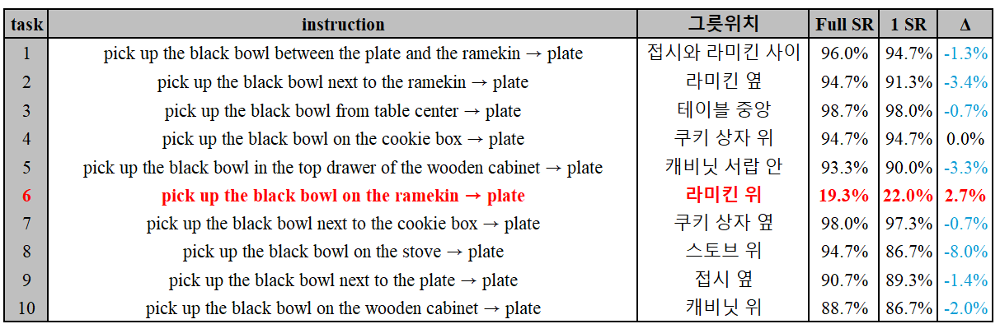 task instruction 그릇위치 Full SR 1 SR Δ
1 pick up the black bowl between the plate and the ramekin → plate 접시와 라미킨 사이 96.0% 94.7% -1.3%
2 pick up the black bowl next to the ramekin → plate 라미킨 옆 94.7% 91.3% -3.4%
3 pick up the black bowl from table center → plate 테이블 중앙 98.7% 98.0% -0.7%
4 pick up the black bowl on the cookie box → plate 쿠키 상자 위 94.7% 94.7% 0.0%
5 pick up the black bowl in the top drawer of the wooden cabinet → plate 캐비닛 서랍 안 93.3% 90.0% -3.3%
6 pick up the black bowl on the ramekin → plate 라미킨 위 19.3% 22.0% 2.7%
7 pick up the black bowl next to the cookie box → plate 쿠키 상자 옆 98.0% 97.3% -0.7%
8 pick up the black bowl on the stove → plate 스토브 위 94.7% 86.7% -8.0%
9 pick up the black bowl next to the plate → plate 접시 옆 90.7% 89.3% -1.4%
10 pick up the black bowl on the wooden cabinet → plate 캐비닛 위 88.7% 86.7% -2.0%